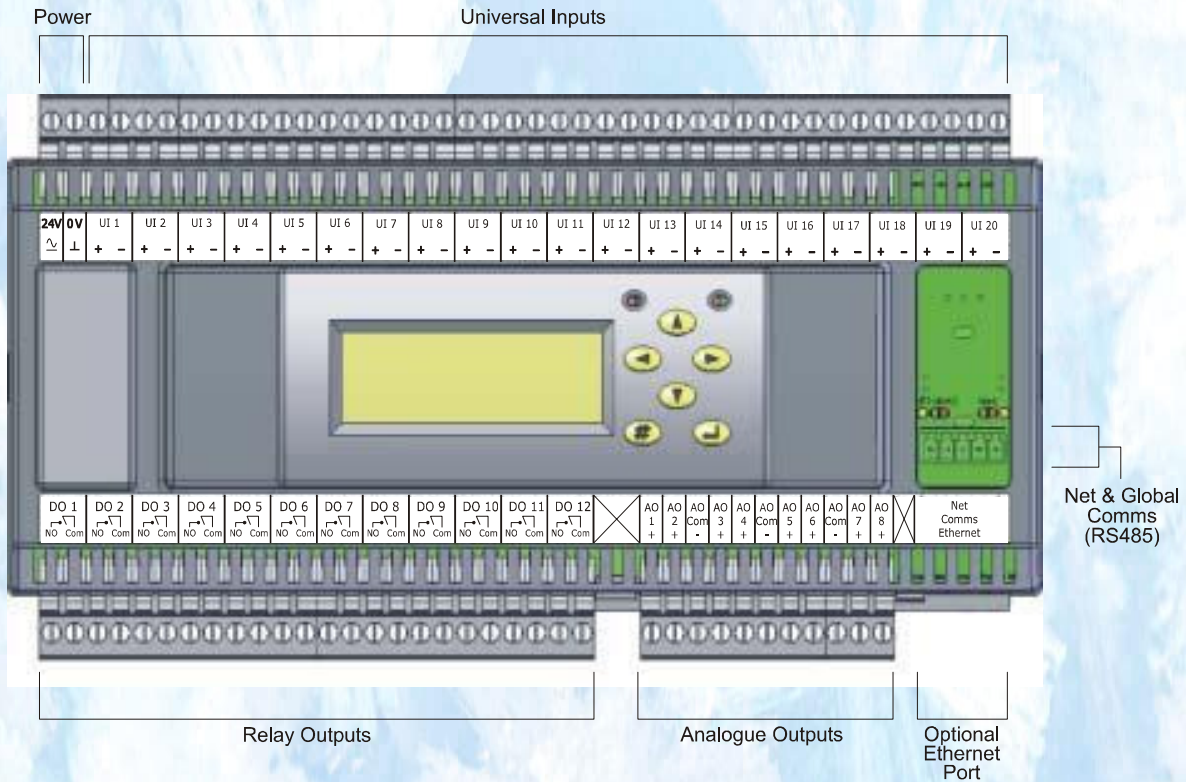 Power
Universal Inputs
24V 0V UI 1 UI 2 UI 3 UI 4 UI 5 UI 6 UI 7 UI 8 UI 9 UI 10 UI 11 UI 12 UI 13 UI 14 UI 15 UI 16 UI 17 UI 18 UI 19 UI 20
+ - + - + - + - + - + - + - + - + - + - + - + - + - + - + - + - + - + - + - + -
#
DO 1 DO 2 DO 3 DO 4 DO 5 DO 6 DO 7 DO 8 DO 9 DO 10 DO 11 DO 12
NO Com NO Com NO Com NO Com NO Com NO Com NO Com NO Com NO Com NO Com NO Com NO Com
AO AO AO AO AO AO AO AO AO AO AO
1 2 Com 3 4 Com 5 6 Com 7 8
+ + - + + - + + - + +
Net
Comms
Ethernet
Net & Global
Comms
(RS485)
Relay Outputs
Analogue Outputs
Optional
Ethernet
Port